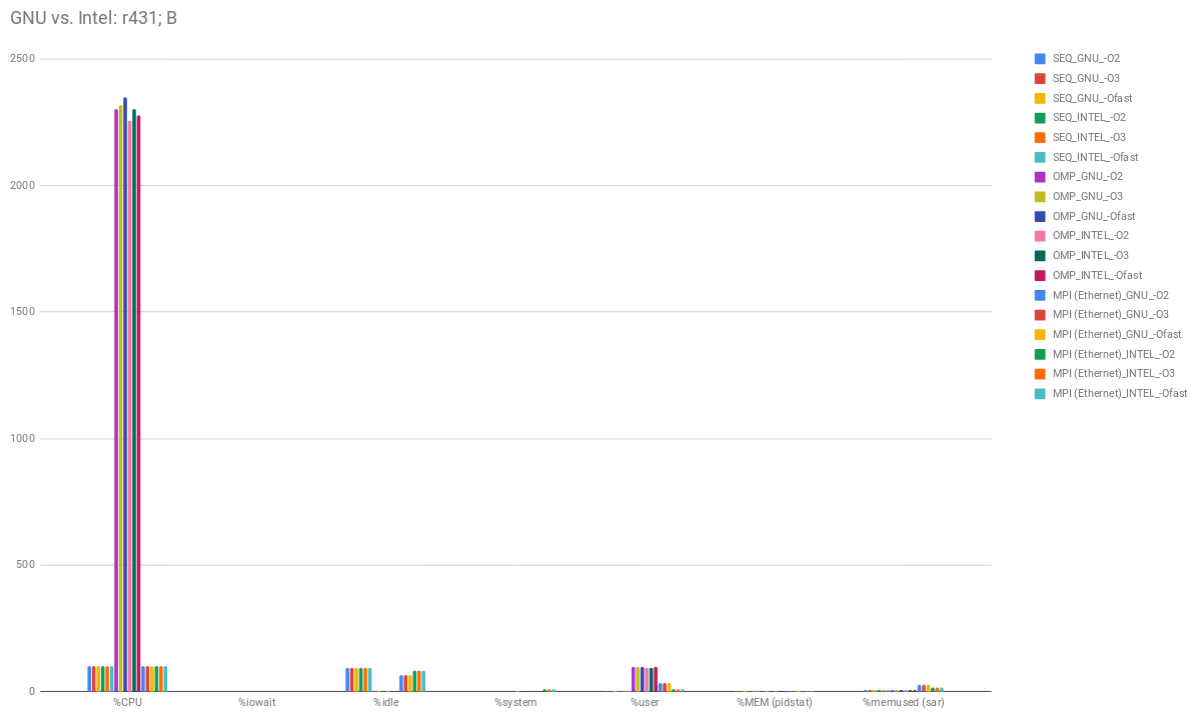 GNU vs. Intel: r431; B
2500
2000
1500
1000
500
0
%CPU
%iowait
%idle
%system
%user
%MEM (pidstat)
%memused (sar)
SEQ_GNU_-O2
SEQ_GNU_-O3
SEQ_GNU_-Ofast
SEQ_INTEL_-O2
SEQ_INTEL_-O3
SEQ_INTEL_-Ofast
OMP_GNU_-O2
OMP_GNU_-O3
OMP_GNU_-Ofast
OMP_INTEL_-O2
OMP_INTEL_-O3
OMP_INTEL_-Ofast
MPI (Ethernet)_GNU_-O2
MPI (Ethernet)_GNU_-O3
MPI (Ethernet)_GNU_-Ofast
MPI (Ethernet)_INTEL_-O2
MPI (Ethernet)_INTEL_-O3
MPI (Ethernet)_INTEL_-Ofast